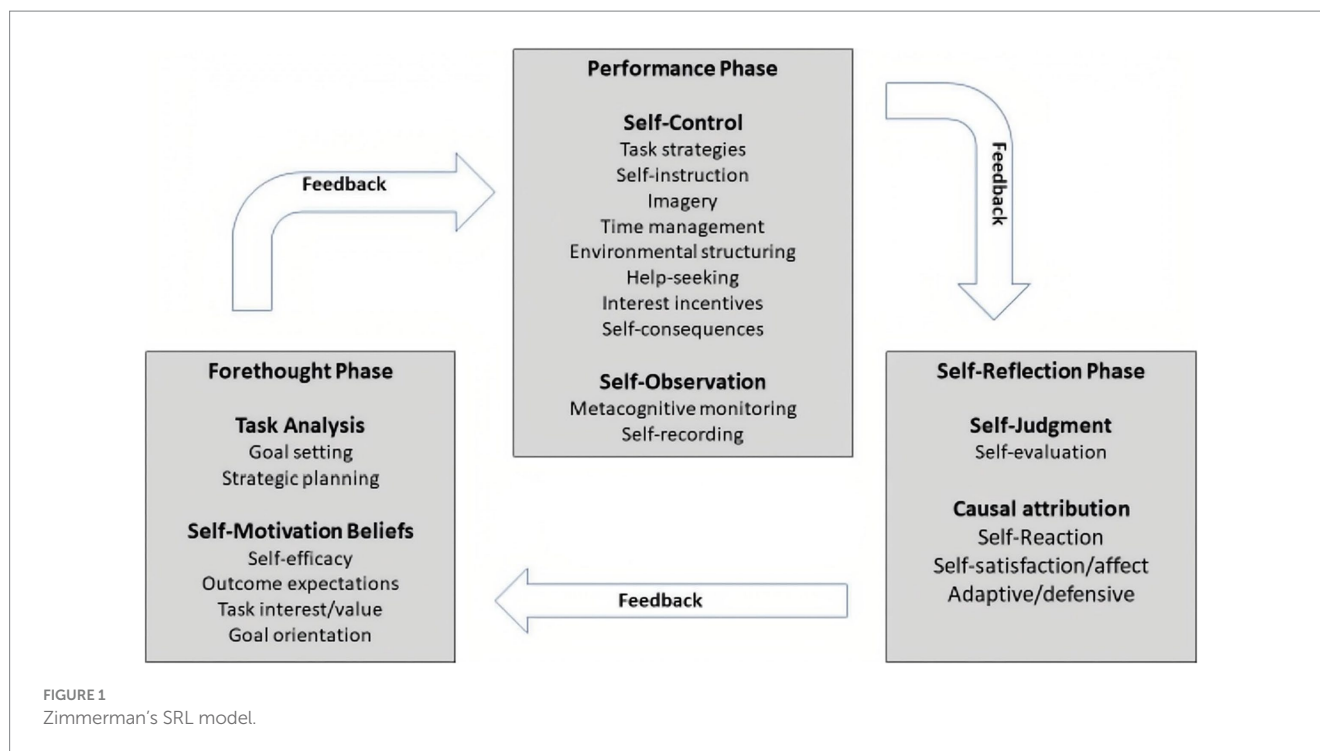 Performance Phase
Self-Control
Task strategies
Self-instruction
Imagery
Time management
Environmental structuring
Help-seeking
Interest incentives
Self-consequences
Self-Observation
Metacognitive monitoring
Self-recording
Feedback
Feedback
Forethought Phase
Task Analysis
Goal setting
Strategic planning
Self-Motivation Beliefs
Self-efficacy
Outcome expectations
Task interest/value
Goal orientation
Self-Reflection Phase
Self-Judgment
Self-evaluation
Causal attribution
Self-Reaction
Self-satisfaction/affect
Adaptive/defensive
Feedback
FIGURE 1
Zimmerman's SRL model.